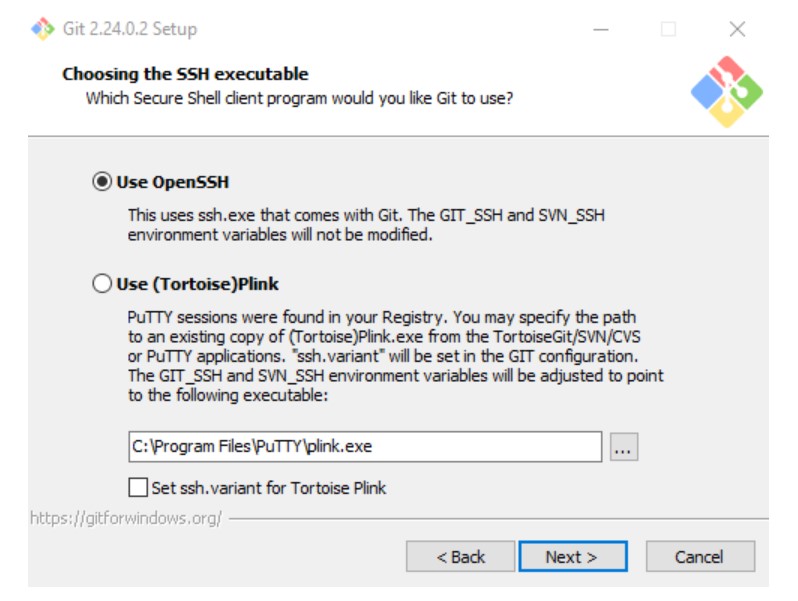 Git 2.24.0.2 Setup
Choosing the SSH executable
Which Secure Shell client program would you like Git to use?
Use OpenSSH
This uses ssh.exe that comes with Git. The GIT_SSH and SVN_SSH
environment variables will not be modified.
Use (Tortoise)Plink
PuTTY sessions were found in your Registry. You may specify the path
to an existing copy of (Tortoise)Plink.exe from the TortoiseGit/SVN/CVS
or PuTTY applications. "ssh.variant" will be set in the GIT configuration.
The GIT_SSH and SVN_SSH environment variables will be adjusted to point
to the following executable:
C:\Program Files\PuTTY\plink.exe
...
Set ssh.variant for Tortoise Plink
https://gitforwindows.org/
< Back
Next >
Cancel